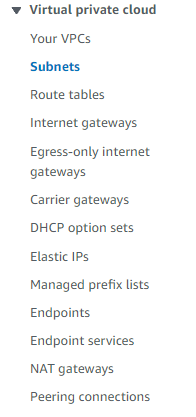 Virtual private cloud
Your VPCs
Subnets
Route tables
Internet gateways
Egress-only internet
gateways
Carrier gateways
DHCP option sets
Elastic IPs
Managed prefix lists
Endpoints
Endpoint services
NAT gateways
Peering connections